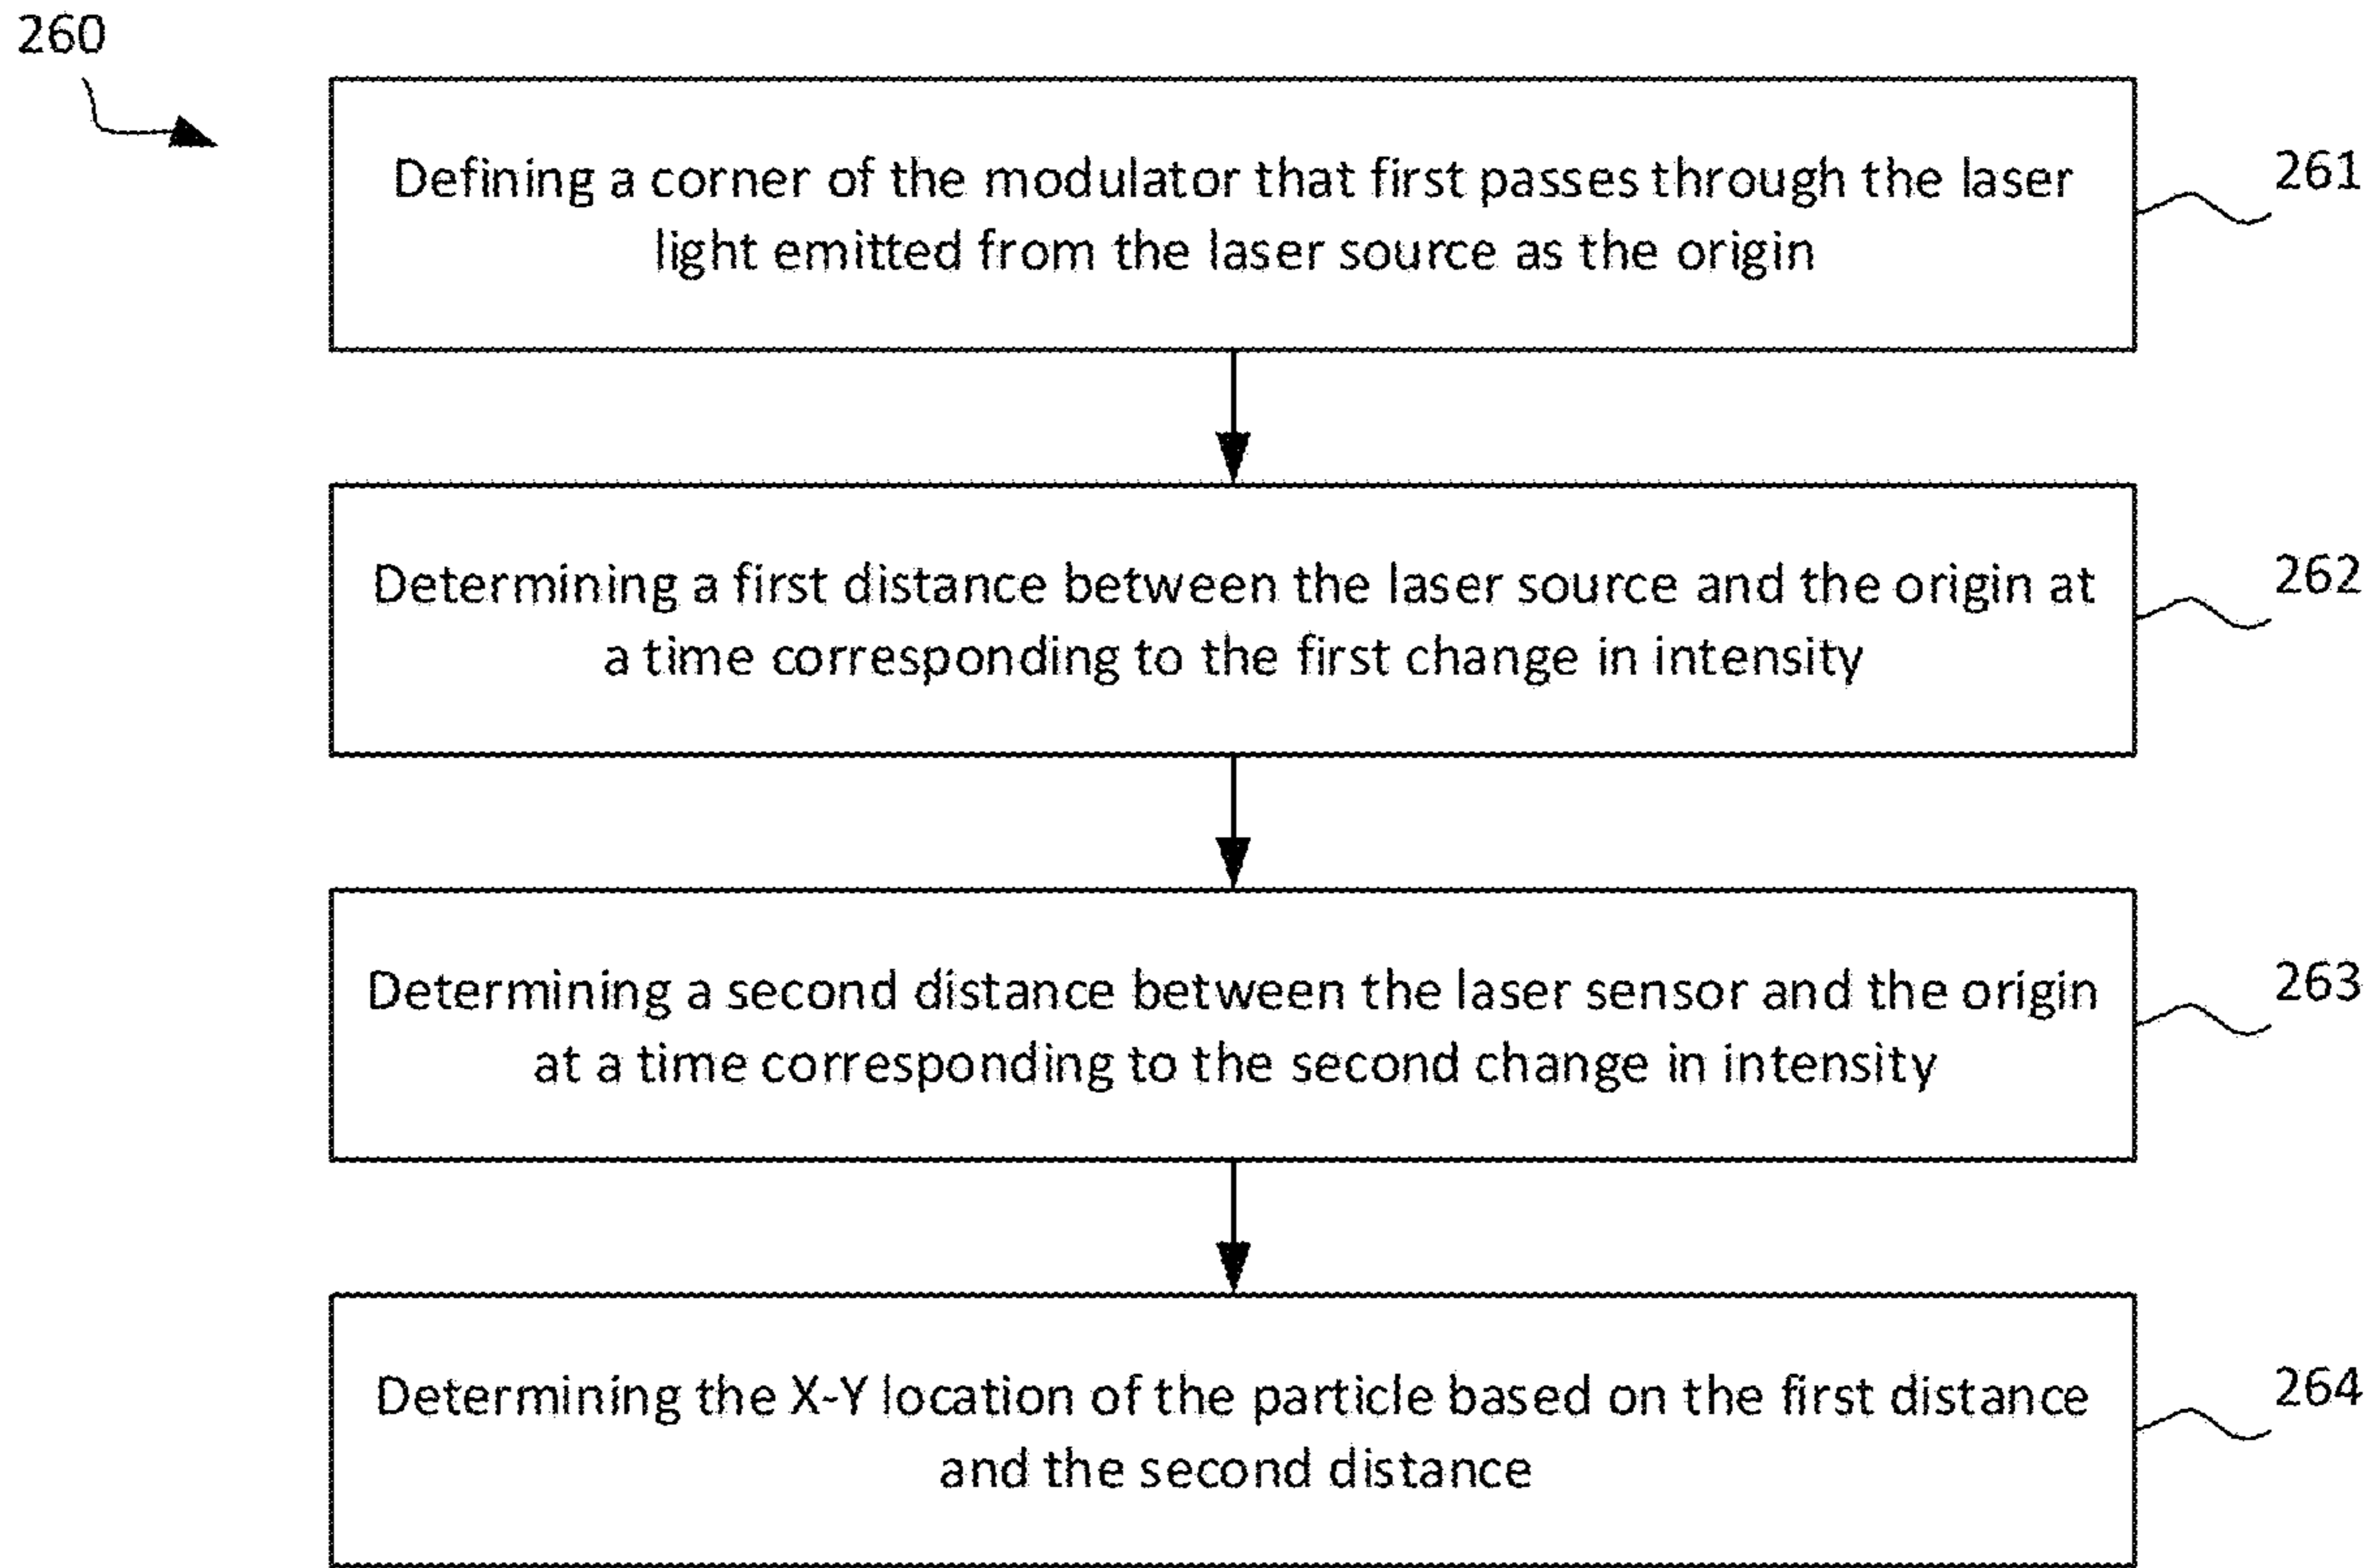 260
Defining a corner of the modulator that first passes through the laser
light emitted from the laser source as the origin
261
Determining a first distance between the laser source and the origin at
a time corresponding to the first change in intensity
262
Determining a second distance between the laser sensor and the origin
at a time corresponding to the second change in intensity
263
Determining the X-Y location of the particle based on the first distance
and the second distance
264